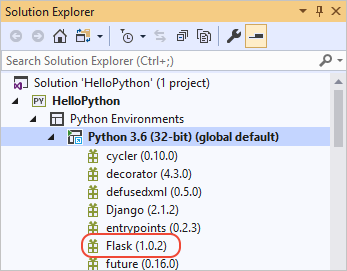 Solution Explorer
Search Solution Explorer (Ctrl+;)
Solution 'HelloPython' (1 project)
PY HelloPython
Python Environments
Python 3.6 (32-bit) (global default)
cycler (0.10.0)
decorator (4.3.0)
defusedxml (0.5.0)
Django (2.1.2)
entrypoints (0.2.3)
Flask (1.0.2)
future (0.16.0)